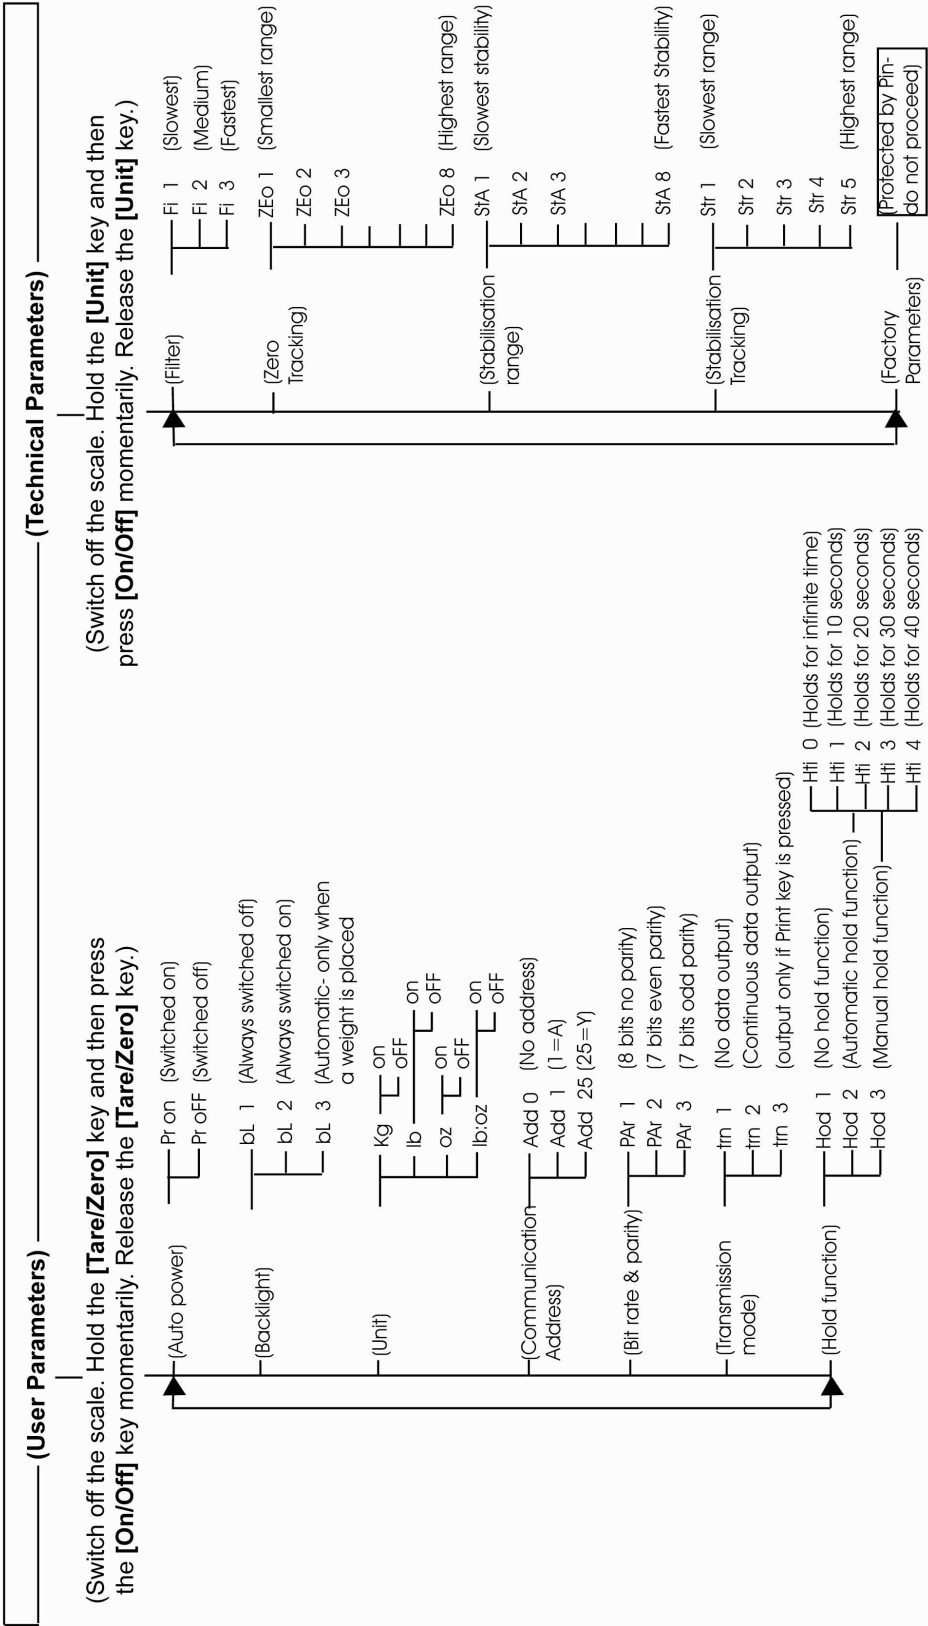 (User Parameters)
(Technical Parameters)
(Switch off the scale. Hold the [Tare/Zero] key and then press
the [On/Off] key momentarily. Release the [Tare/Zero] key.)
(Auto power)
Pr on (Switched on)
Pr oFF (Switched off)
(Backlight)
bL 1 (Always switched off)
bL 2 (Always switched on)
bL 3 (Automatic- only when
a weight is placed
(Unit)
Kg on
oFF
lb on
oFF
oz on
oFF
lb:oz on
oFF
(Communication
Address)
Add 0 (No address)
Add 1 (1=A)
Add 25 (25=Y)
(Bit rate & parity)
PAr 1 (8 bits no parity)
PAr 2 (7 bits even parity)
PAr 3 (7 bits odd parity)
(Transmission
mode)
trn 1 (No data output)
trn 2 (Continuous data output)
trn 3 (output only if Print key is pressed)
(Hold function)
Hod 1 (No hold function)
Hod 2 (Automatic hold function)
Hod 3 (Manual hold function)
Hti 0 (Holds for infinite time)
Hti 1 (Holds for 10 seconds)
Hti 2 (Holds for 20 seconds)
Hti 3 (Holds for 30 seconds)
Hti 4 (Holds for 40 seconds)
(Switch off the scale. Hold the [Unit] key and then
press [On/Off] momentarily. Release the [Unit] key.)
(Filter)
Fi 1 (Slowest)
Fi 2 (Medium)
Fi 3 (Fastest)
(Zero
Tracking)
ZEo 1 (Smallest range)
ZEo 2
ZEo 3
ZEo 8 (Highest range)
(Stabilisation
range)
StA 1 (Slowest stability)
StA 2
StA 3
StA 8 (Fastest Stability)
(Stabilisation
Tracking)
Str 1 (Slowest range)
Str 2
Str 3
Str 4
Str 5 (Highest range)
(Factory
Parameters)
(Protected by Pin-
do not proceed)